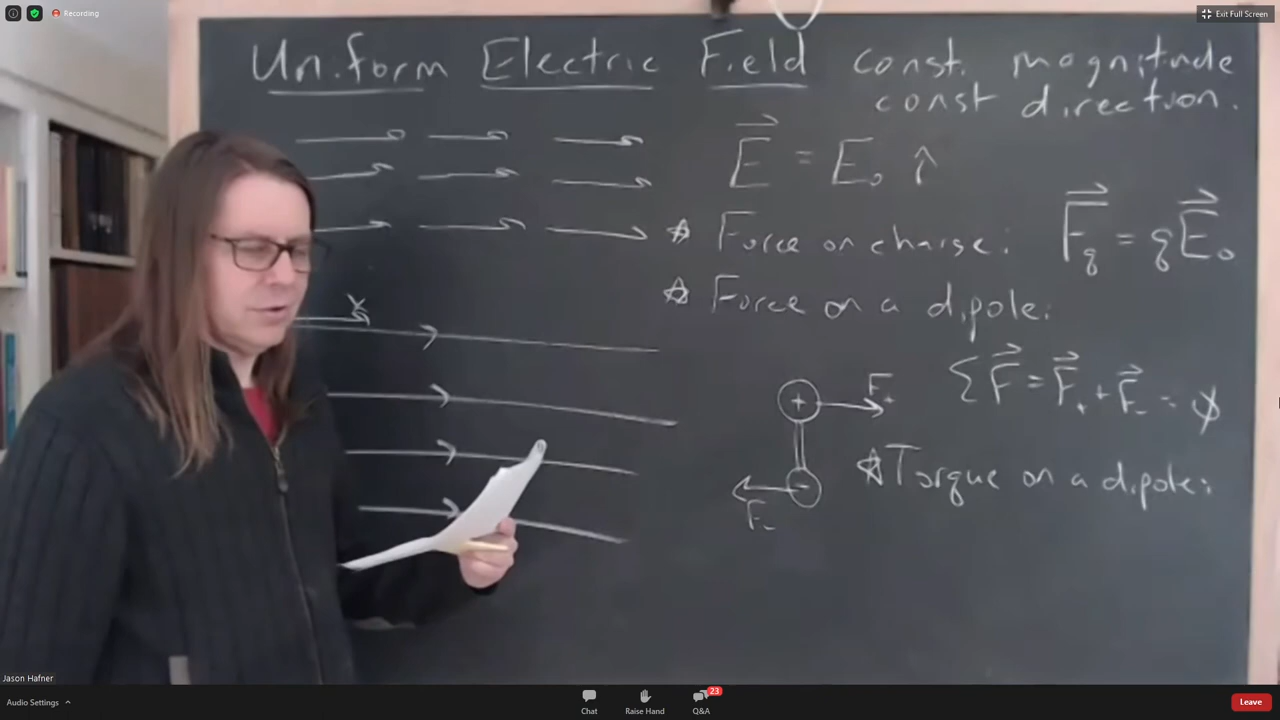 Recording
Exit Full Screen
Uniform Electric Field const. magnitude
const direction.
E = E₀ î
☆ Force on charge: F_q = qE₀
☆ Force on a dipole:
ΣF = F₊ + F₋ = 0
+ F₊
☆ Torque on a dipole:
-
F₋
x
Jason Hafner
Audio Settings
Chat
Raise Hand
23
Q&A
Leave